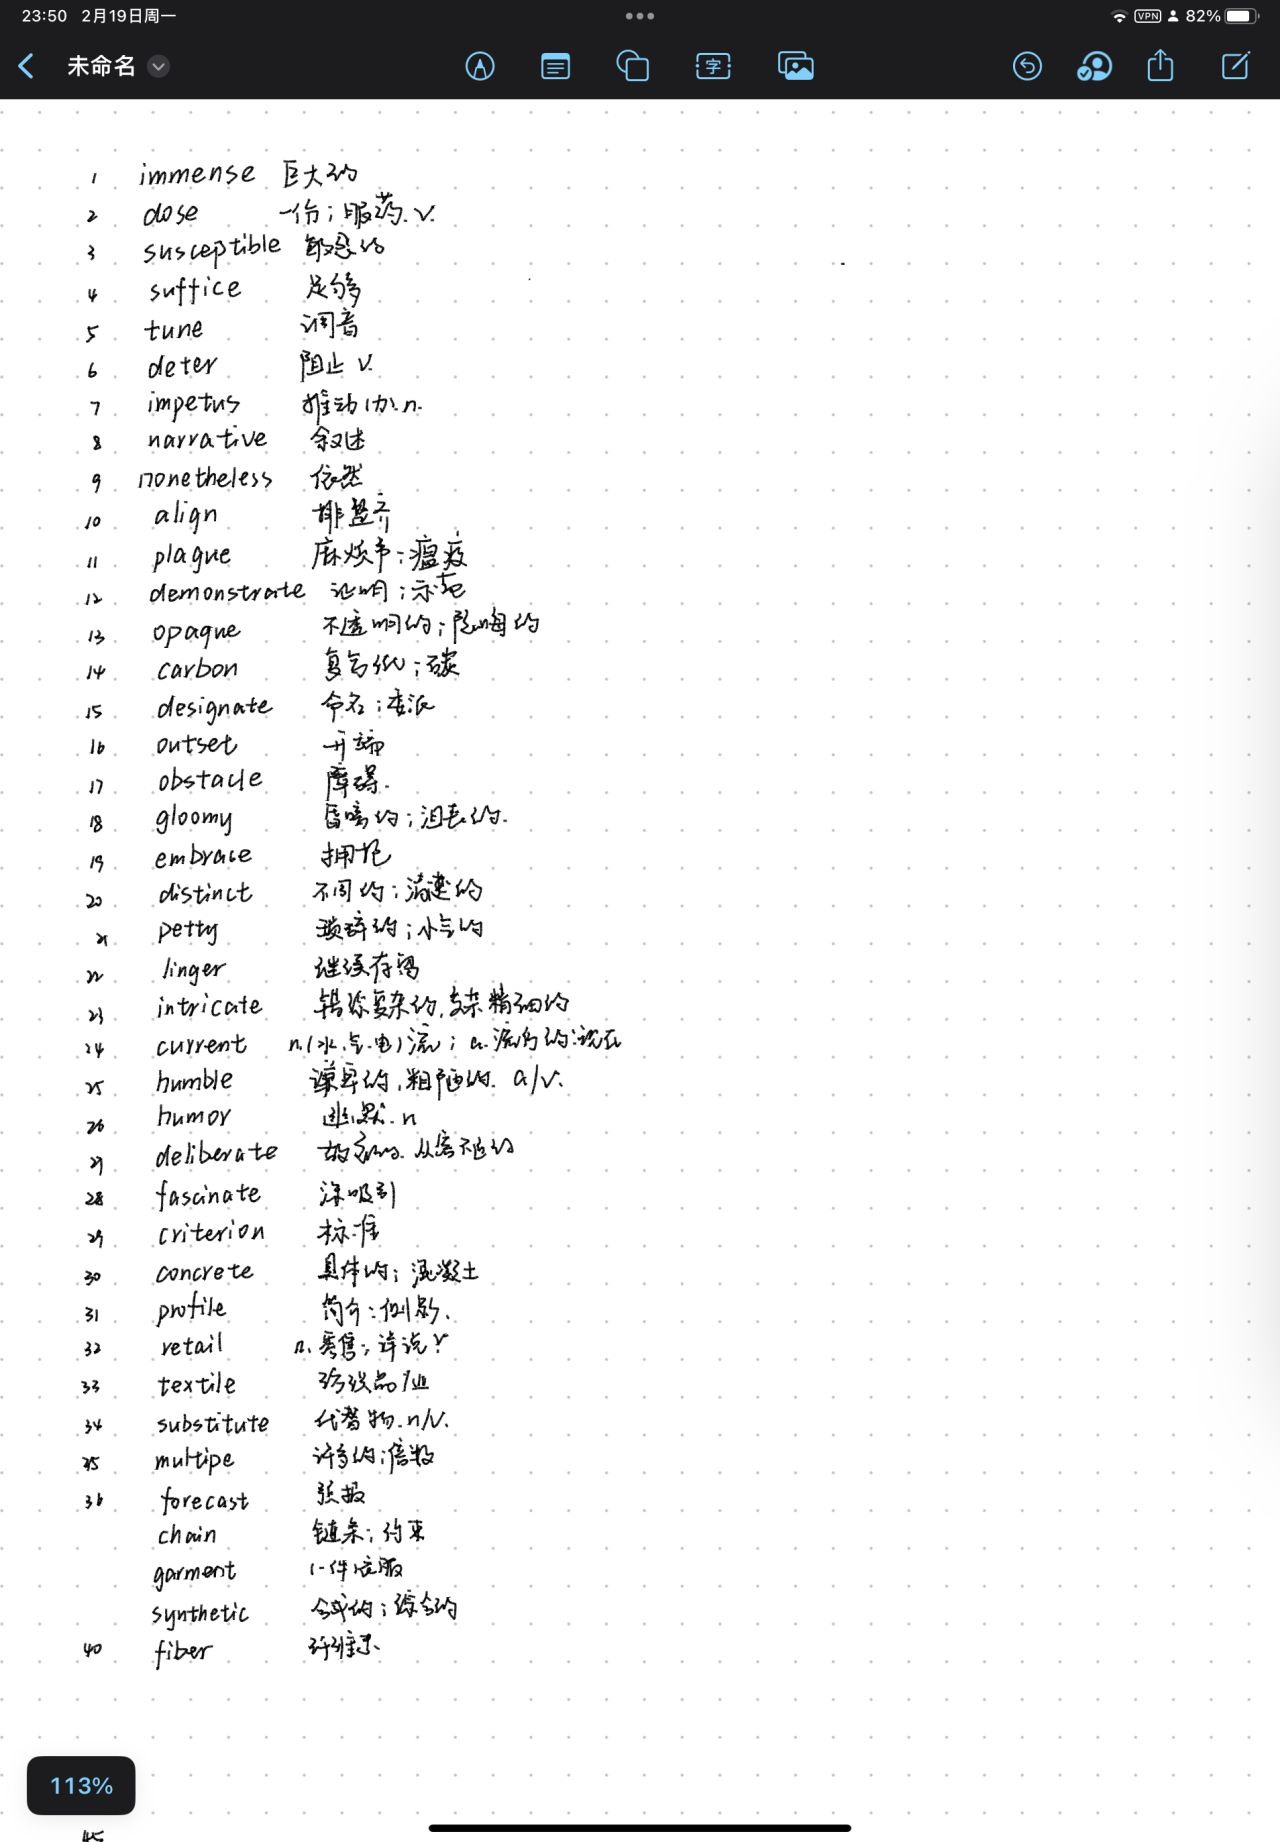 23:50 2月19日周一
VPN 82%
未命名
字
1 immense 巨大的
2 dose 一份；服药.v.
3 susceptible 敏感的
4 suffice 足够
5 tune 调音
6 deter 阻止 v.
7 impetus 推动(力).n.
8 narrative 叙述
9 nonetheless 依然
10 align 排整齐
11 plague 麻烦事；瘟疫
12 demonstrate 证明；示范
13 opaque 不透明的；隐晦的
14 carbon 复写纸；碳
15 designate 命名；委派
16 outset 开端
17 obstacle 障碍.
18 gloomy 昏暗的；沮丧的.
19 embrace 拥抱
20 distinct 不同的；清楚的
21 petty 琐碎的；小气的
22 linger 继续存留
23 intricate 错综复杂的,复杂精细的
24 current n.(水.气.电)流；a.流行的；现在
25 humble 谦卑的,粗陋的. a/v.
26 humor 幽默.n
27 deliberate 故意的.从容不迫的
28 fascinate 深吸引
29 criterion 标准
30 concrete 具体的；混凝土
31 profile 简介；侧影.
32 retail n.零售；详说 v
33 textile 纺织品/业
34 substitute 代替物.n/v.
35 multipe 许多的；倍数
36 forecast 预报
chain 链条；约束
garment (一件)衣服
synthetic 合成的；综合的
40 fiber 纤维
113%
45